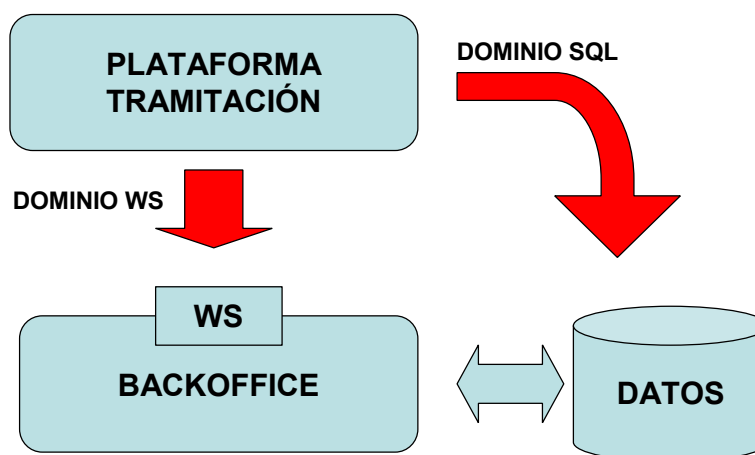 PLATAFORMA
TRAMITACIÓN
DOMINIO SQL
DOMINIO WS
WS
BACKOFFICE
DATOS